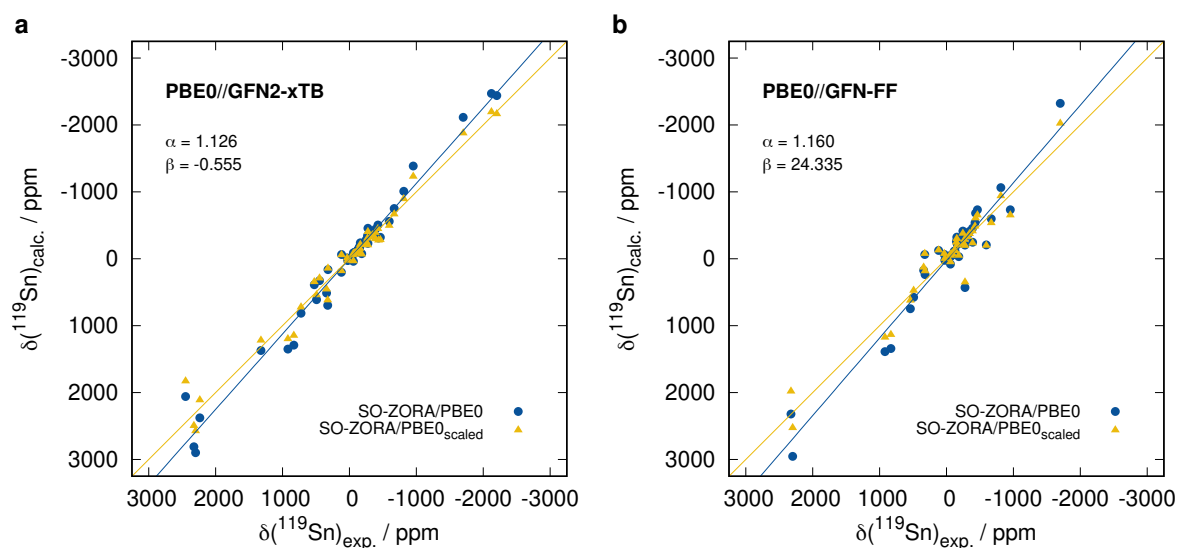 a
PBE0//GFN2-xTB
α = 1.126
β = -0.555
-3000
-2000
-1000
0
1000
2000
3000
δ(¹¹⁹Sn)calc. / ppm
SO-ZORA/PBE0
SO-ZORA/PBE0scaled
3000 2000 1000 0 -1000 -2000 -3000
δ(¹¹⁹Sn)exp. / ppm
b
PBE0//GFN-FF
α = 1.160
β = 24.335
-3000
-2000
-1000
0
1000
2000
3000
δ(¹¹⁹Sn)calc. / ppm
SO-ZORA/PBE0
SO-ZORA/PBE0scaled
3000 2000 1000 0 -1000 -2000 -3000
δ(¹¹⁹Sn)exp. / ppm